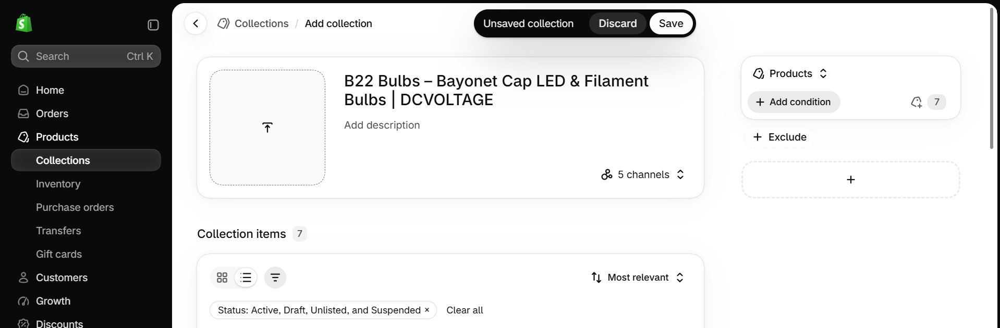 Search Ctrl K
Home
Orders
Products
Collections
Inventory
Purchase orders
Transfers
Gift cards
Customers
Growth
Discounts
Collections / Add collection
Unsaved collection Discard Save
B22 Bulbs – Bayonet Cap LED & Filament
Bulbs | DCVOLTAGE
Add description
5 channels
Products
+ Add condition 7
+ Exclude
+
Collection items 7
Most relevant
Status: Active, Draft, Unlisted, and Suspended × Clear all